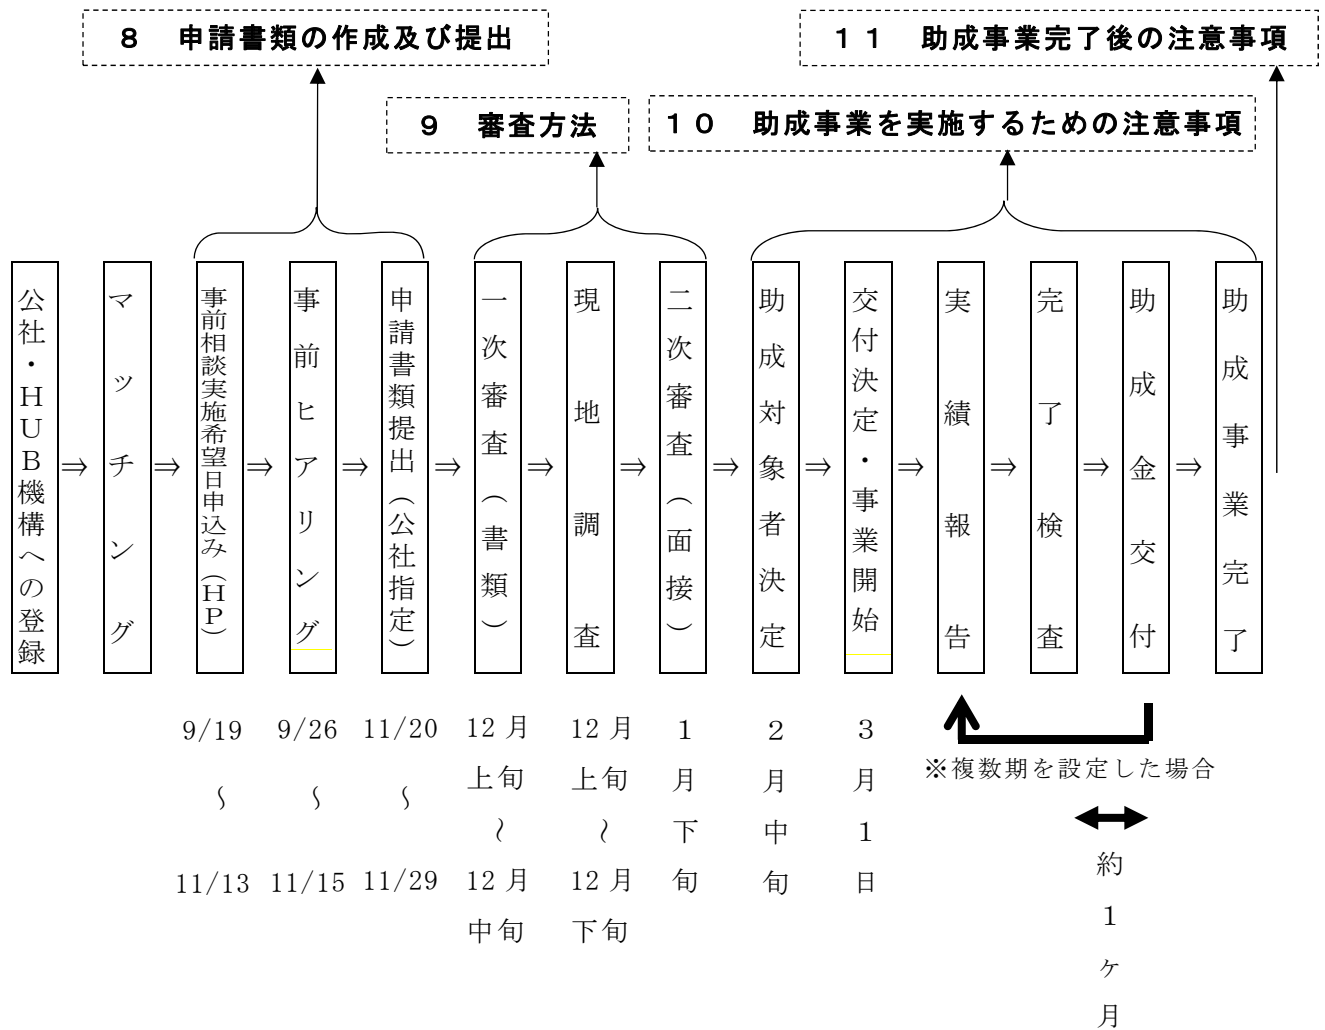 ８　申請書類の作成及び提出
１１　助成事業完了後の注意事項
９　審査方法
１０　助成事業を実施するための注意事項
公社・ＨＵＢ機構への登録
⇒
マッチング
⇒
事前相談実施希望日申込み（ＨＰ）
⇒
事前ヒアリング
⇒
申請書類提出（公社指定）
⇒
一次審査（書類）
⇒
現地調査
⇒
二次審査（面接）
⇒
助成対象者決定
⇒
交付決定・事業開始
⇒
実績報告
⇒
完了検査
⇒
助成金交付
⇒
助成事業完了
9/19～11/13
9/26～11/15
11/20～11/29
12月上旬～12月中旬
12月上旬～12月下旬
１月下旬
２月中旬
３月１日
※複数期を設定した場合
約１ヶ月